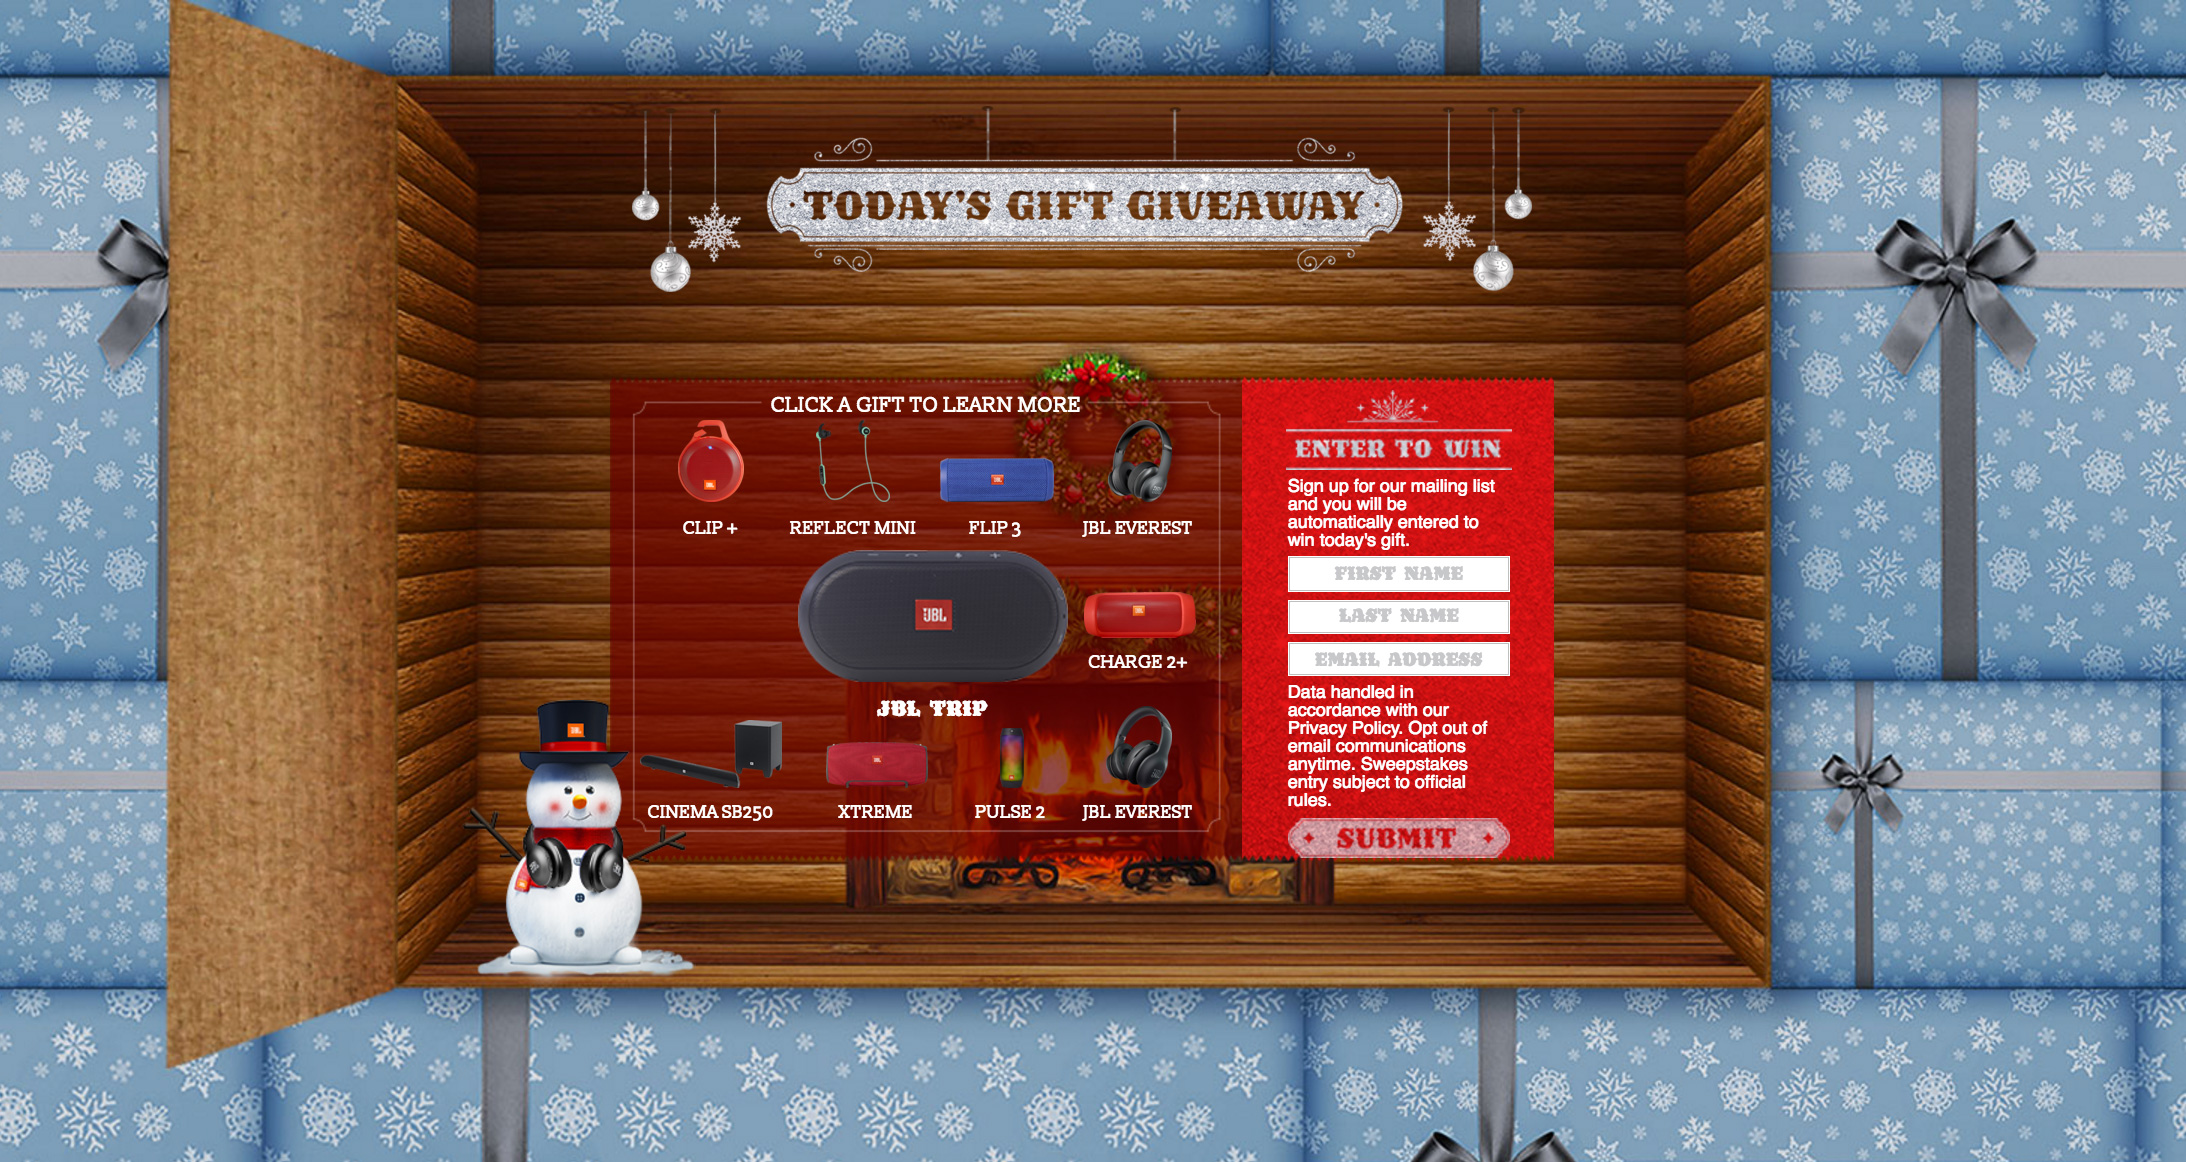 TODAY'S GIFT GIVEAWAY
CLICK A GIFT TO LEARN MORE
CLIP +
REFLECT MINI
FLIP 3
JBL EVEREST
JBL
CHARGE 2+
JBL TRIP
CINEMA SB250
XTREME
PULSE 2
JBL EVEREST
ENTER TO WIN
Sign up for our mailing list
and you will be
automatically entered to
win today's gift.
FIRST NAME
LAST NAME
EMAIL ADDRESS
Data handled in
accordance with our
Privacy Policy. Opt out of
email communications
anytime. Sweepstakes
entry subject to official
rules.
SUBMIT